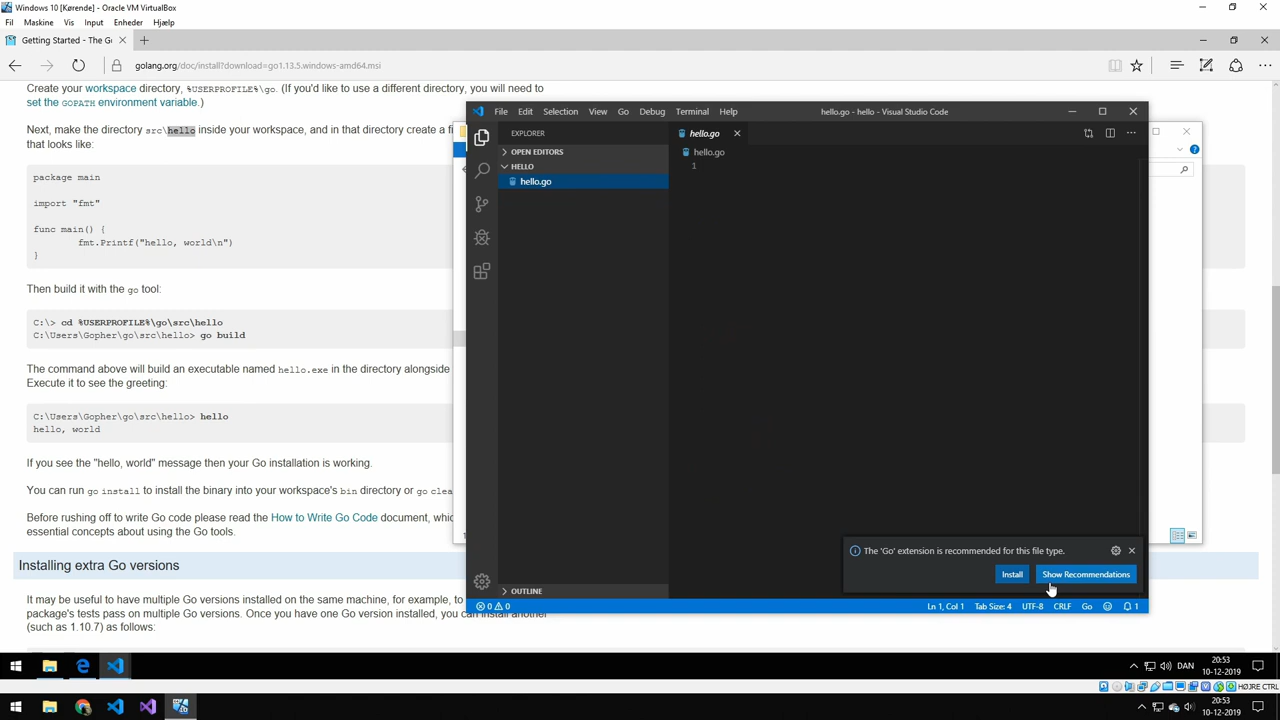 Windows 10 [Kørende] - Oracle VM VirtualBox
Fil Maskine Vis Input Enheder Hjælp
Getting Started - The Go
golang.org/doc/install?download=go1.13.5.windows-amd64.msi
Create your workspace directory, %USERPROFILE%\go. (If you'd like to use a different directory, you will need to
set the GOPATH environment variable.)
Next, make the directory src\hello inside your workspace, and in that directory create a fi
that looks like:
package main
import "fmt"
func main() {
fmt.Printf("hello, world\n")
}
Then build it with the go tool:
C:\> cd %USERPROFILE%\go\src\hello
C:\Users\Gopher\go\src\hello> go build
The command above will build an executable named hello.exe in the directory alongside
Execute it to see the greeting:
C:\Users\Gopher\go\src\hello> hello
hello, world
If you see the "hello, world" message then your Go installation is working.
You can run go install to install the binary into your workspace's bin directory or go clea
Before rushing off to write Go code please read the How to Write Go Code document, whic
essential concepts about using the Go tools.
Installing extra Go versions
It may be useful to have multiple Go versions installed on the same machine, for example, to
package's tests pass on multiple Go versions. Once you have one Go version installed, you can install another
(such as 1.10.7) as follows:
File Edit Selection View Go Debug Terminal Help
hello.go - hello - Visual Studio Code
EXPLORER
OPEN EDITORS
HELLO
hello.go
OUTLINE
hello.go
hello.go
1
The 'Go' extension is recommended for this file type.
Install
Show Recommendations
0 0
Ln 1, Col 1 Tab Size: 4 UTF-8 CRLF Go 1
DAN
20:53
10-12-2019
HØJRE CTRL
20:53
10-12-2019